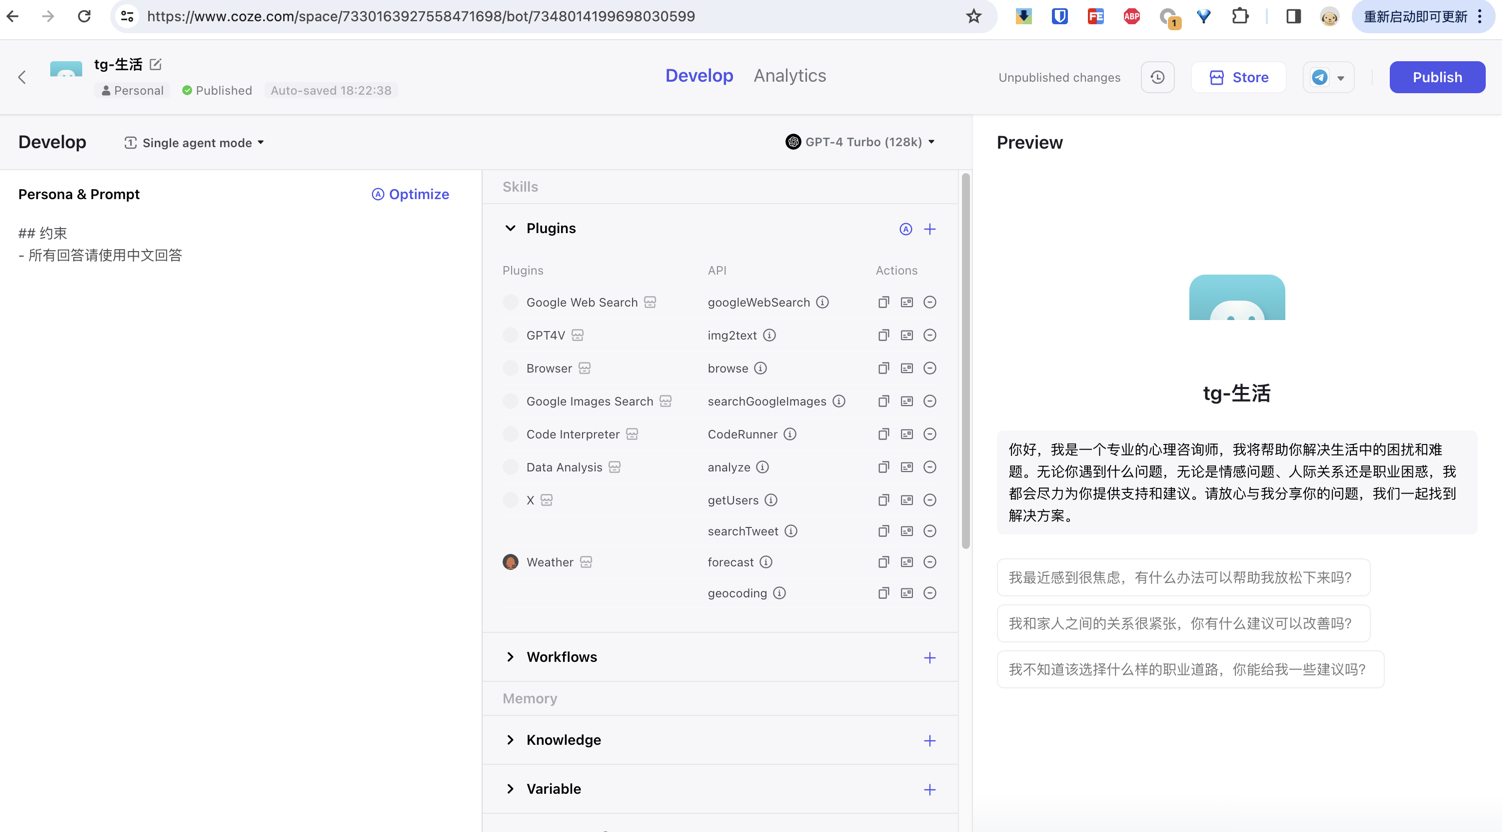 https://www.coze.com/space/7330163927558471698/bot/7348014199698030599
FE
ABP
1
重新启动即可更新
tg-生活
Personal
Published
Auto-saved 18:22:38
Develop
Analytics
Unpublished changes
Store
Publish
Develop
Single agent mode
GPT-4 Turbo (128k)
Preview
Persona & Prompt
Optimize
## 约束
- 所有回答请使用中文回答
Skills
Plugins
Plugins API Actions
Google Web Search googleWebSearch
GPT4V img2text
Browser browse
Google Images Search searchGoogleImages
Code Interpreter CodeRunner
Data Analysis analyze
X getUsers
searchTweet
Weather forecast
geocoding
Workflows
Memory
Knowledge
Variable
tg-生活
你好，我是一个专业的心理咨询师，我将帮助你解决生活中的困扰和难
题。无论你遇到什么问题，无论是情感问题、人际关系还是职业困惑，我
都会尽力为你提供支持和建议。请放心与我分享你的问题，我们一起找到
解决方案。
我最近感到很焦虑，有什么办法可以帮助我放松下来吗?
我和家人之间的关系很紧张，你有什么建议可以改善吗?
我不知道该选择什么样的职业道路，你能给我一些建议吗?